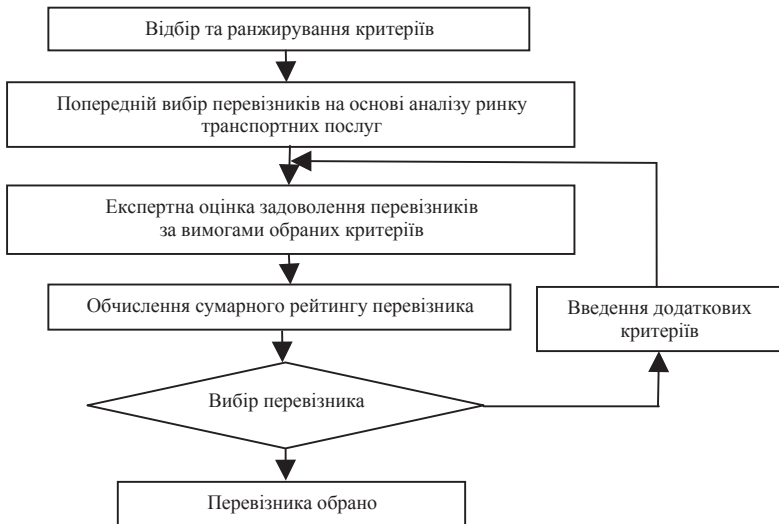 Відбір та ранжирування критеріїв
Попередній вибір перевізників на основі аналізу ринку
транспортних послуг
Експертна оцінка задоволення перевізників
за вимогами обраних критеріїв
Обчислення сумарного рейтингу перевізника
Введення додаткових
критеріїв
Вибір перевізника
Перевізника обрано